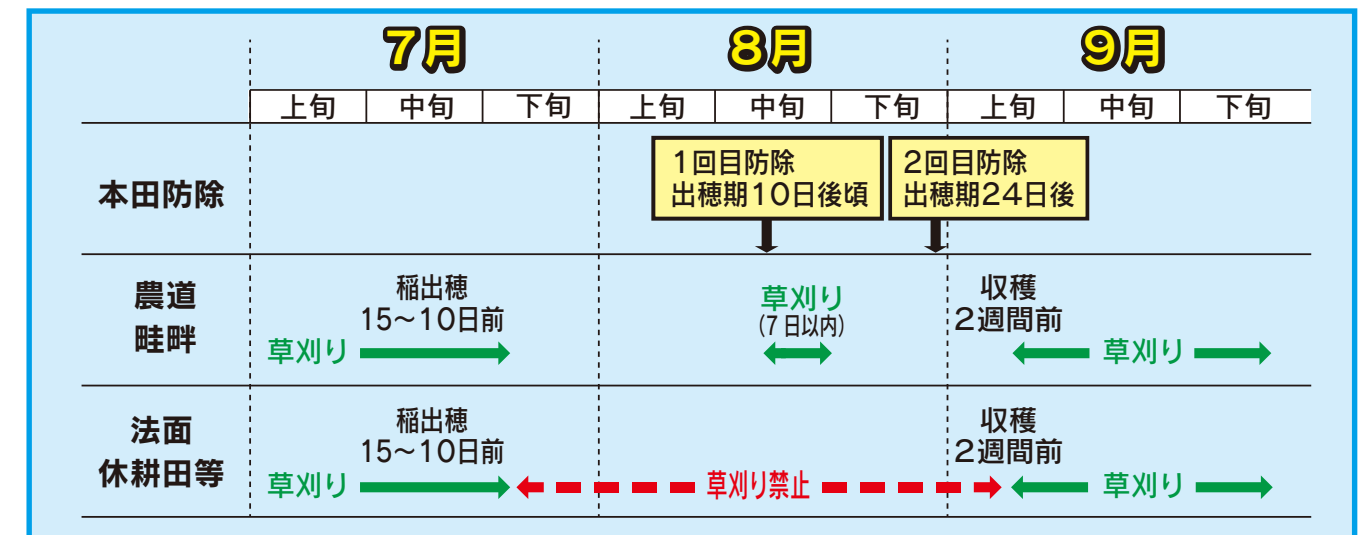 7月 8月 9月
上旬 中旬 下旬 上旬 中旬 下旬 上旬 中旬 下旬
本田防除
1回目防除
出穂期10日後頃
2回目防除
出穂期24日後
農道
畦畔
稲出穂
15~10日前
草刈り
草刈り
(7日以内)
収穫
2週間前
草刈り
法面
休耕田等
稲出穂
15~10日前
草刈り
草刈り禁止
収穫
2週間前
草刈り